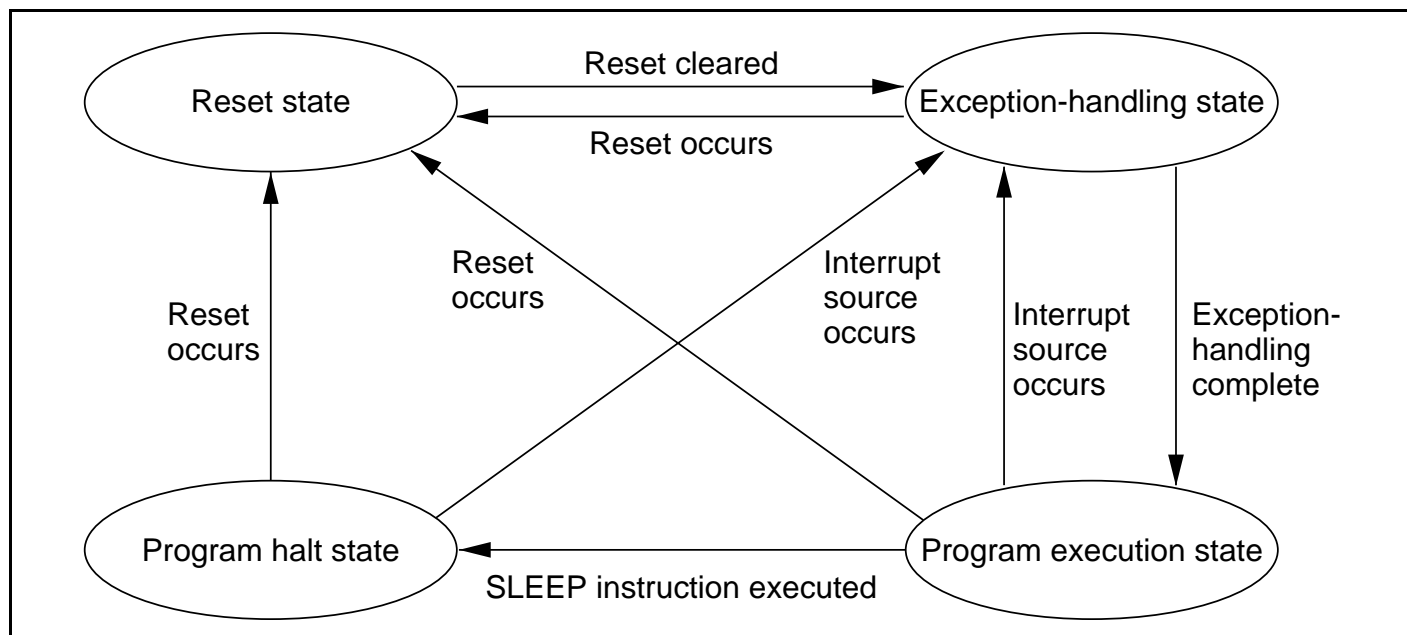 Reset cleared
Reset state
Exception-handling state
Reset occurs
Reset
occurs
Interrupt
source
occurs
Reset
occurs
Interrupt
source
occurs
Exception-
handling
complete
Program halt state
Program execution state
SLEEP instruction executed